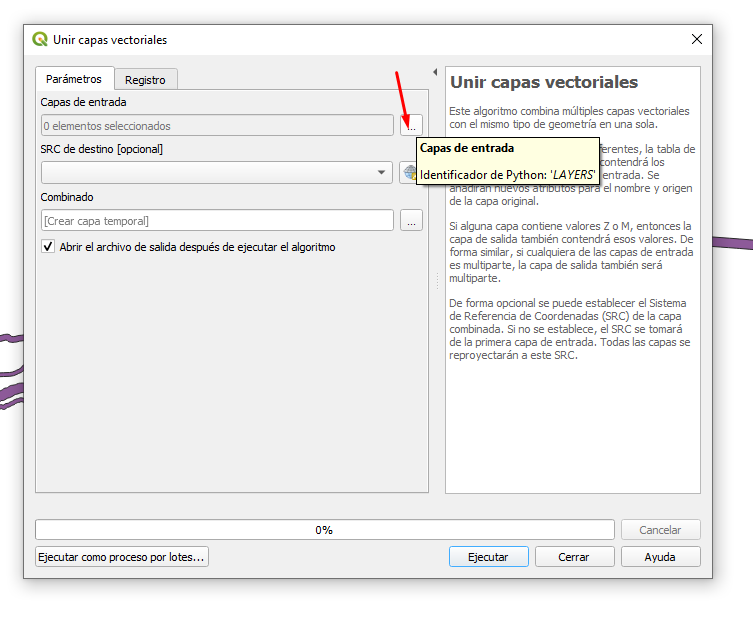 Unir capas vectoriales
Parámetros
Registro
Capas de entrada
0 elementos seleccionados
...
SRC de destino [opcional]
Combinado
[Crear capa temporal]
...
Abrir el archivo de salida después de ejecutar el algoritmo
Capas de entrada
Identificador de Python: 'LAYERS'
Unir capas vectoriales
Este algoritmo combina múltiples capas vectoriales
con el mismo tipo de geometría en una sola.
ferentes, la tabla de
contendrá los
entrada. Se
añadirán nuevos atributos para el nombre y origen
de la capa original.
Si alguna capa contiene valores Z o M, entonces la
capa de salida también contendrá esos valores. De
forma similar, si cualquiera de las capas de entrada
es multiparte, la capa de salida también será
multiparte.
De forma opcional se puede establecer el Sistema
de Referencia de Coordenadas (SRC) de la capa
combinada. Si no se establece, el SRC se tomará
de la primera capa de entrada. Todas las capas se
reproyectarán a este SRC.
0%
Cancelar
Ejecutar como proceso por lotes...
Ejecutar
Cerrar
Ayuda